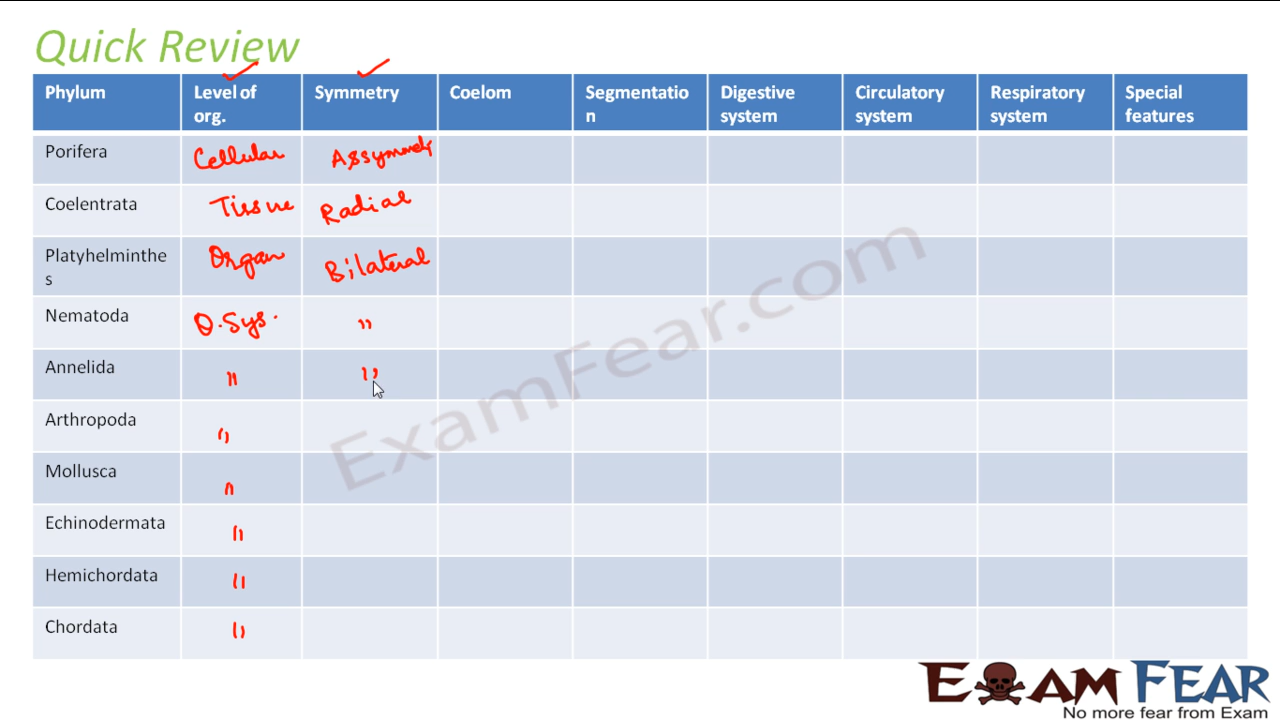 Quick Review
Phylum Level of org. Symmetry Coelom Segmentatio n Digestive system Circulatory system Respiratory system Special features
Porifera Cellular Assymmetry
Coelentrata Tissue Radial
Platyhelminthe s Organ Bilateral
Nematoda O.Sys. "
Annelida " "
Arthropoda "
Mollusca "
Echinodermata "
Hemichordata "
Chordata "
ExamFear.com
EXAM FEAR
No more fear from Exam